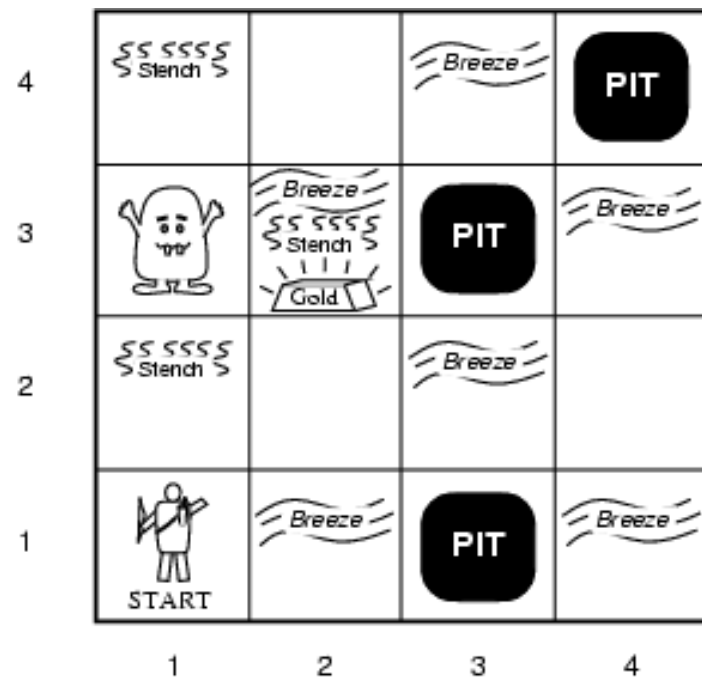 4
Stench
Breeze
PIT
3
Breeze
Stench
Gold
PIT
Breeze
2
Stench
Breeze
1
START
Breeze
PIT
Breeze
1 2 3 4